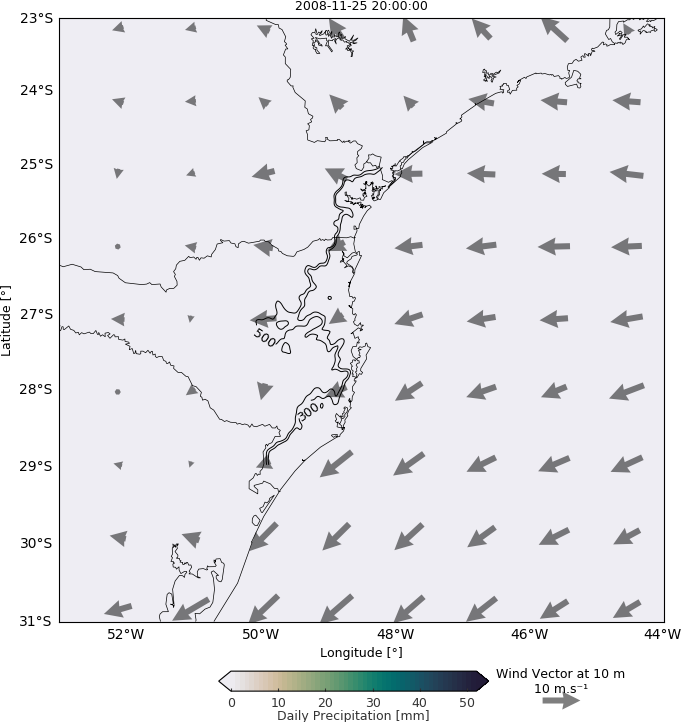 2008-11-25 20:00:00
23°S
24°S
25°S
26°S
27°S
28°S
29°S
30°S
31°S
Latitude [°]
500
300
52°W 50°W 48°W 46°W 44°W
Longitude [°]
Wind Vector at 10 m
10 m.s⁻¹
0 10 20 30 40 50
Daily Precipitation [mm]